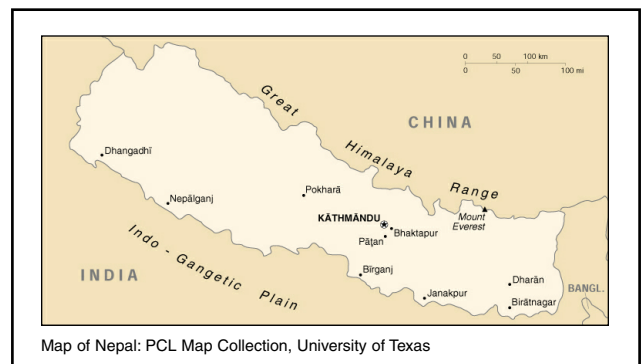 0 50 100 km
0 50 100 mi
Great Himalaya Range
CHINA
Dhangadhī
Nepālganj
Pokharā
KĀTHMĀNDU
Mount
Everest
Bhaktapur
Pāṭan
Indo - Gangetic Plain
INDIA
Bīrganj
Janakpur
Dharān
BANGL.
Birātnagar
Map of Nepal: PCL Map Collection, University of Texas